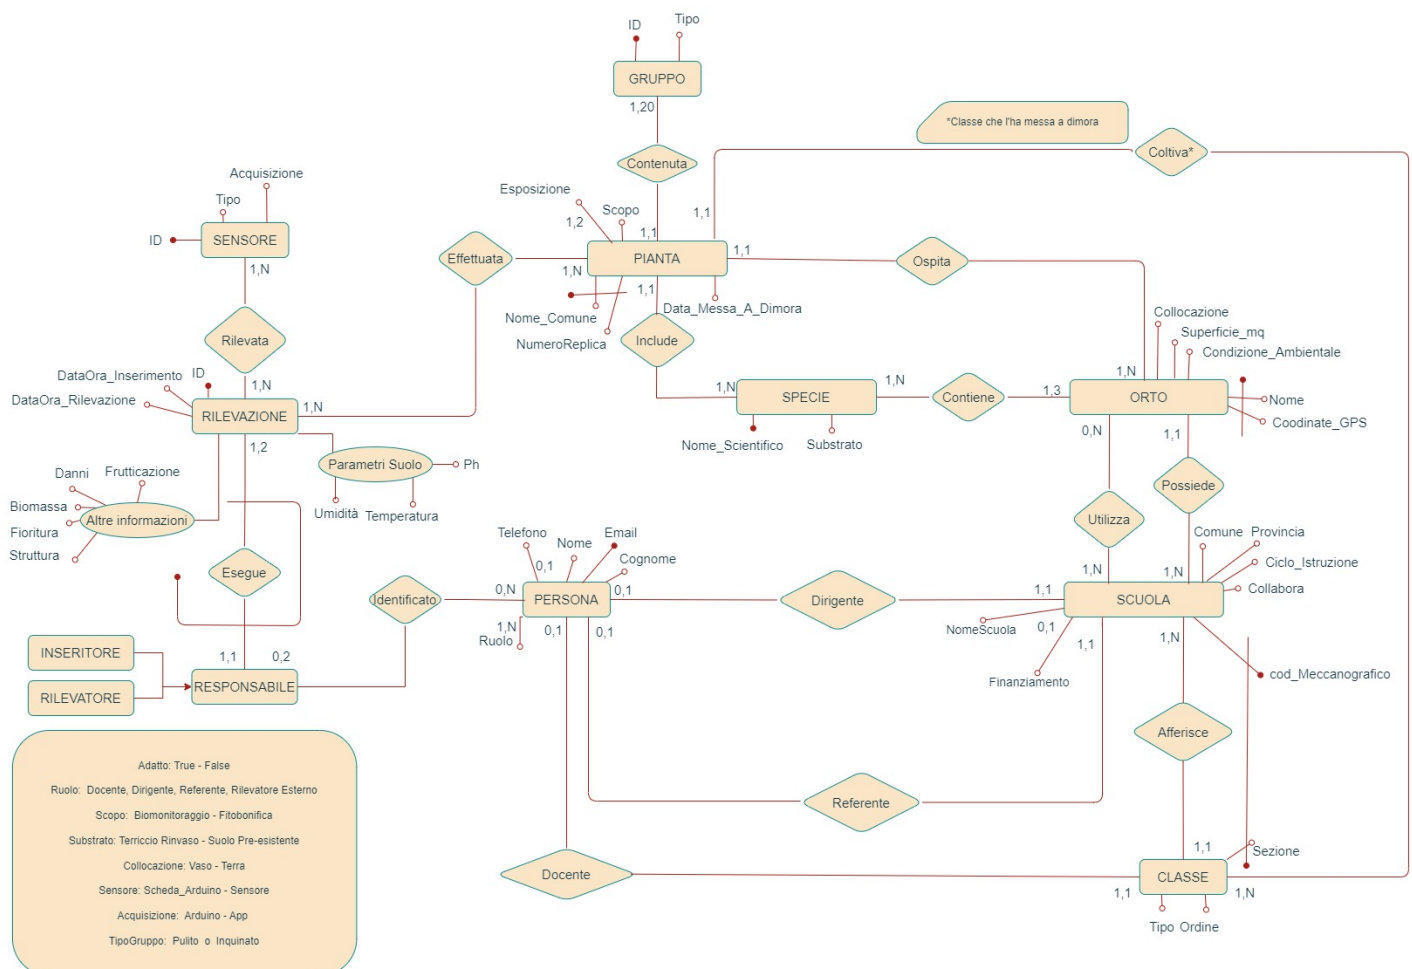 ID
Tipo
GRUPPO
1,20
*Classe che l'ha messa a dimora
Contenuta
Coltiva*
Acquisizione
Tipo
Esposizione
1,2
Scopo
1,1
ID
SENSORE
1,N
Effettuata
1,1
PIANTA
1,1
1,N
1,1
Ospita
Nome_Comune
Data_Messa_A_Dimora
NumeroReplica
Include
Rilevata
Collocazione
Superficie_mq
Condizione_Ambientale
DataOra_Inserimento
ID
DataOra_Rilevazione
1,N
RILEVAZIONE
1,N
1,2
1,N
SPECIE
1,N
Contiene
1,3
1,N
ORTO
Nome
Coodinate_GPS
0,N
1,1
Nome_Scientifico
Substrato
Danni
Frutticazione
Biomassa
Fioritura
Struttura
Altre informazioni
Parametri Suolo
Ph
Umidità
Temperatura
Possiede
Utilizza
Telefono
0,1
Nome
Email
Cognome
Comune
Provincia
Ciclo_Istruzione
Collabora
Esegue
Identificato
0,N
PERSONA
0,1
Dirigente
1,1
1,N
1,N
SCUOLA
1,N
Ruolo
0,1
0,1
NomeScuola
0,1
Finanziamento
1,1
1,N
cod_Meccanografico
INSERITORE
RILEVATORE
1,1
0,2
RESPONSABILE
Afferisce
Referente
Adatto: True - False
Ruolo: Docente, Dirigente, Referente, Rilevatore Esterno
Scopo: Biomonitoraggio - Fitobonifica
Substrato: Terriccio Rinvaso - Suolo Pre-esistente
Collocazione: Vaso - Terra
Sensore: Scheda_Arduino - Sensore
Acquisizione: Arduino - App
TipoGruppo: Pulito o Inquinato
Docente
1,1
Sezione
1,1
CLASSE
1,N
Tipo
Ordine